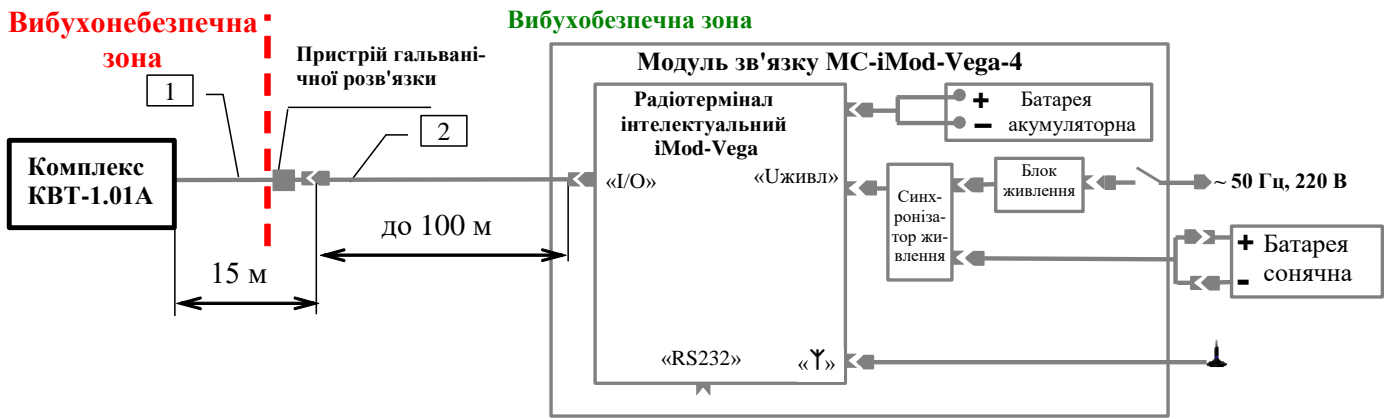 Вибухонебезпечна
зона
Вибухобезпечна зона
Пристрій гальвані-
чної розв'язки
1
2
Комплекс
КВТ-1.01А
15 м
до 100 м
Модуль зв'язку МС-iMod-Vega-4
Радіотермінал
інтелектуальний
iMod-Vega
«I/O»
«Uживл»
«RS232»
« »
+
−
Батарея
акумуляторна
Синх-
роніза-
тор жи-
влення
Блок
живлення
~ 50 Гц, 220 В
+
-
Батарея
сонячна